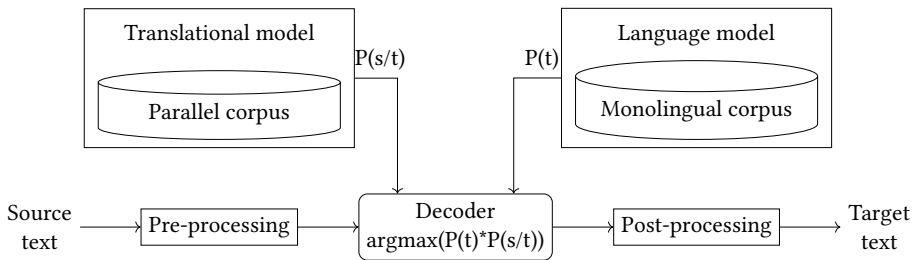 Translational model
Parallel corpus
P(s/t)
P(t)
Language model
Monolingual corpus
Source
text
Pre-processing
Decoder
argmax(P(t)*P(s/t))
Post-processing
Target
text